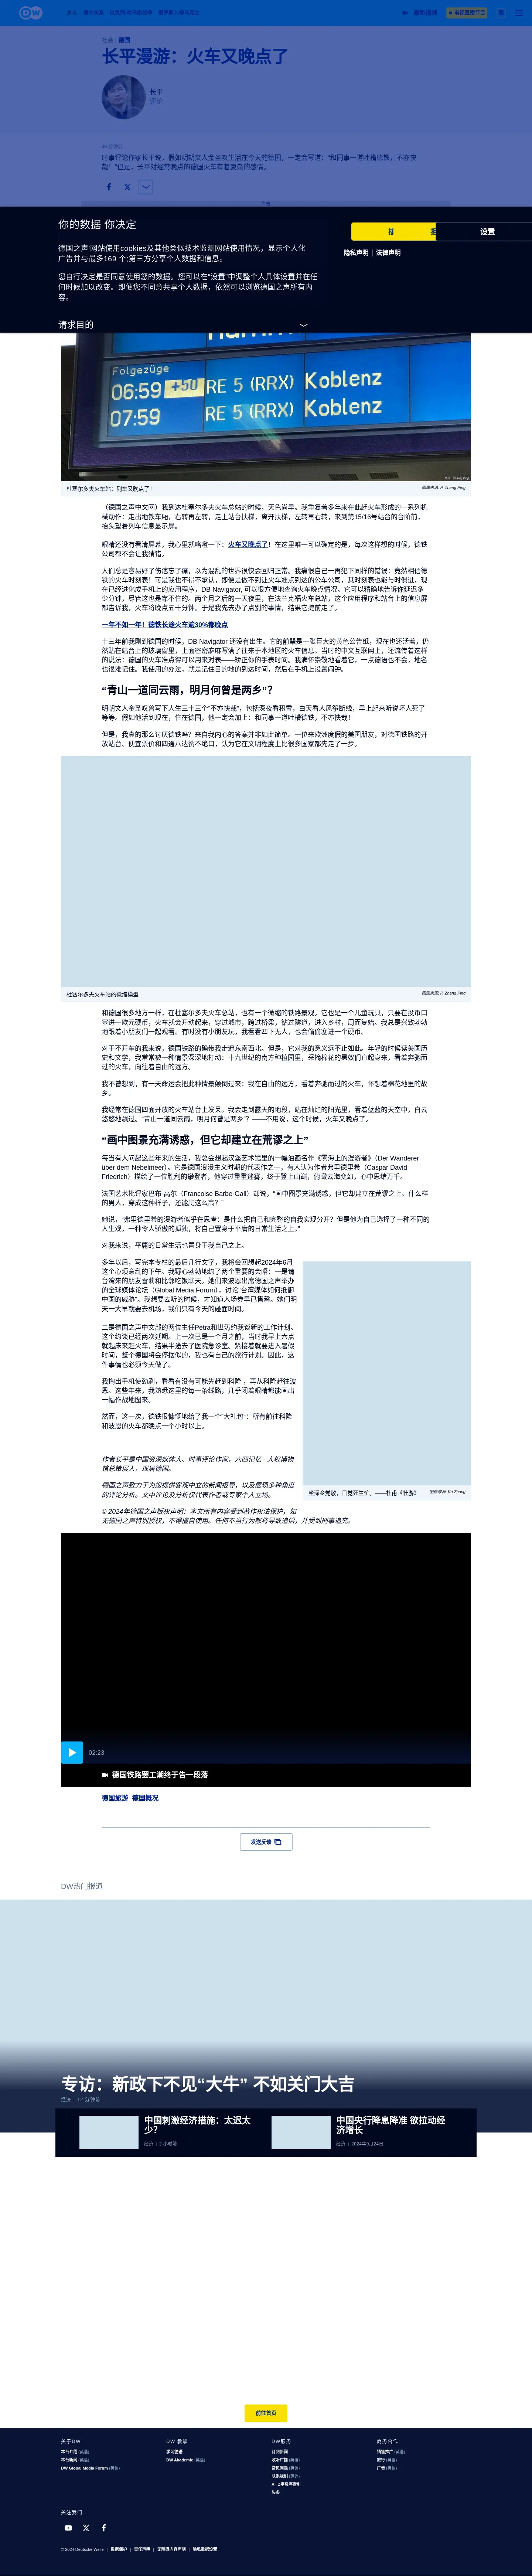 社会 | 德国
长平漫游：火车又晚点了
长平
评论
时事评论作家长平说，假如明朝文人金圣叹生活在今天的德国，一定会写道：“和同事一道吐槽德铁，不亦快
哉！”但是，长平对经常晚点的德国火车有着复杂的感情。
广告
你的数据 你决定
德国之声'网站使用cookies及其他类似技术监测网站使用情况，显示个人化
广告并与最多169 个;第三方分享个人数据和信息。
您自行决定是否同意使用您的数据。您可以在“设置”中调整个人具体设置并在任
何时候加以改变。即便您不同意共享个人数据，依然可以浏览德国之声所有内
容。
请求目的
设置
隐私声明 | 法律声明
Folgezüge
06:59 +50 RE 5 (RRX) Koblenz
07:59 RE 5 (RRX) Koblenz
杜塞尔多夫火车站：列车又晚点了！
图像来源: P. Zhang Ping
（德国之声中文网）我到达杜塞尔多夫火车总站的时候，天色尚早。我重复着多年来在此赶火车形成的一系列机
械动作：走出地铁车厢，右转再左转，走上站台扶梯，离开扶梯，左转再右转，来到第15/16号站台的台阶前，
抬头望着列车信息显示屏。
眼睛还没有看清屏幕，我心里就咯噔一下：火车又晚点了！在这里唯一可以确定的是，每次这样想的时候，德铁
公司都不会让我猜错。
人们总是容易好了伤疤忘了痛，以为混乱的世界很快会回归正常。我痛恨自己一再犯下同样的错误：竟然相信德
铁的火车时刻表！可是我也不得不承认，即便是做不到让火车准点到达的公车公司，其时刻表也能与时俱进，现
在已经进化成手机上的应用程序，DB Navigator, 可以很方便地查询火车晚点情况。它可以精确地告诉你延迟多
少分钟，尽管这也是靠不住的。两个月之后的一天夜里，在法兰克福火车总站，这个应用程序和站台上的信息屏
都告诉我，火车将晚点五十分钟。于是我先去办了点别的事情，结果它提前走了。
一年不如一年！德铁长途火车逾30%都晚点
十三年前我刚到德国的时候，DB Navigator 还没有出生。它的前辈是一张巨大的黄色公告纸，现在也还活着，仍
然贴在站台上的玻璃窗里，上面密密麻麻写满了往来于本地区的火车信息。当时的中文互联网上，还流传着这样
的说法：德国的火车准点得可以用来对表——矫正你的手表时间。我满怀崇敬地看着它，一点德语也不会，地名
也很难记住。我使用的办法，就是记住目的地的到达时间，然后在手机上设置闹钟。
“青山一道同云雨，明月何曾是两乡”？
明朝文人金圣叹曾写下人生三十三个“不亦快哉”，包括深夜看积雪，白天看人风筝断线，早上起来听说坏人死了
等等。假如他活到现在，住在德国，他一定会加上：和同事一道吐槽德铁，不亦快哉！
但是，我真的那么讨厌德铁吗？来自我内心的答案并非如此简单。一位来欧洲度假的美国朋友，对德国铁路的开
放站台、便宜票价和四通八达赞不绝口，认为它在文明程度上比很多国家都先走了一步。
杜塞尔多夫火车站的微缩模型
图像来源: P. Zhang Ping
和德国很多地方一样，在杜塞尔多夫火车总站，也有一个微缩的铁路景观。它也是一个儿童玩具，只要在投币口
塞进一欧元硬币，火车就会开动起来，穿过城市，跨过桥梁，钻过隧道，进入乡村，周而复始。我总是兴致勃勃
地跟着小朋友们一起观看。有时没有小朋友玩，我看看四下无人，也会偷偷塞进一个硬币。
对于不开车的我来说，德国铁路的确带我走遍东南西北。但是，它对我的意义远不止如此。年轻的时候读美国历
史和文学，我常常被一种情景深深地打动：十九世纪的南方种植园里，采摘棉花的黑奴们直起身来，看着奔驰而
过的火车，向往着自由的远方。
我不曾想到，有一天命运会把此种情景颠倒过来：我在自由的远方，看着奔驰而过的火车，怀想着棉花地里的故
乡。
我经常在德国四面开放的火车站台上发呆。我会走到露天的地段，站在灿烂的阳光里，看着蓝蓝的天空中，白云
悠悠地飘过。“青山一道同云雨，明月何曾是两乡”？——不用说，这个时候，火车又晚点了。
“画中图景充满诱惑，但它却建立在荒谬之上”
每当有人问起这些年来的生活，我总会想起汉堡艺术馆里的一幅油画名作《雾海上的漫游者》（Der Wanderer
über dem Nebelmeer）。它是德国浪漫主义时期的代表作之一，有人认为作者弗里德里希（Caspar David
Friedrich）描绘了一位胜利的攀登者，他穿过重重迷雾，终于登上山巅，俯瞰云海变幻，心中思绪万千。
法国艺术批评家巴布-高尔（Francoise Barbe-Gall）却说，“画中图景充满诱惑，但它却建立在荒谬之上。什么样
的男人，穿成这种样子，还能爬这么高？”
她说，“弗里德里希的漫游者似乎在思考：是什么把自己和完整的自我实现分开？但是他为自己选择了一种不同的
人生观，一种令人骄傲的孤独，将自己置身于平庸的日常生活之上。”
对我来说，平庸的日常生活也置身于我自己之上。
多年以后，写完本专栏的最后几行文字，我将会回想起2024年6月
这个心烦意乱的下午。我野心勃勃地约了两个重要的会晤：一是请
台湾来的朋友雪莉和比邻吃饭聊天。她们来波恩出席德国之声举办
的全球媒体论坛（Global Media Forum），讨论“台湾媒体如何抵御
中国的威胁”。我想要去听的时候，才知道入场券早已售罄。她们明
天一大早就要去机场，我们只有今天的碰面时间。
二是德国之声中文部的两位主任Petra和世涛约我谈新的工作计划。
这个约谈已经两次延期。上一次已是一个月之前，当时我早上六点
就起床来赶火车，结果半途去了医院急诊室。紧接着就要进入暑假
时间，整个德国将会停摆似的，我也有自己的旅行计划。因此，这
件事情也必须今天做了。
我掏出手机使劲刷，看看有没有可能先赶到科隆 ，再从科隆赶往波
恩。这些年来，我熟悉这里的每一条线路，几乎闭着眼睛都能画出
一幅作战地图来。
然而，这一次，德铁很慷慨地给了我一个“大礼包”：所有前往科隆
和波恩的火车都晚点一个小时以上。
坐深乡党敬，日觉死生忙。——杜甫《壮游》
图像来源: Ka Zhang
作者长平是中国资深媒体人、时事评论作家，六四记忆 · 人权博物
馆总策展人，现居德国。
德国之声致力于为您提供客观中立的新闻报导，以及展现多种角度
的评论分析。文中评论及分析仅代表作者或专家个人立场。
© 2024年德国之声版权声明：本文所有内容受到著作权法保护，如
无德国之声特别授权，不得擅自使用。任何不当行为都将导致追偿，并受到刑事追究。
02:23
德国铁路罢工潮终于告一段落
德国旅游 德国概况
发送反馈
DW热门报道
专访：新政下不见“大牛” 不如关门大吉
经济 | 12 分钟前
中国刺激经济措施：太迟太
少？
经济 | 2 小时前
中国央行降息降准 欲拉动经
济增长
经济 | 2024年9月24日
前往首页
关于DW
本台介绍 (英语)
本台新闻 (英语)
DW Global Media Forum (英语)
DW 教學
学习德语
DW Akademie (英语)
DW服务
订阅新闻
收听广播 (英语)
常见问题 (英语)
联系我们 (英语)
A - Z字母序索引
头条
商务合作
销售推广 (英语)
旅行 (英语)
广告 (英语)
关注我们
© 2024 Deutsche Welle | 数据保护 | 责任声明 | 无障碍内容声明 | 隐私数据设置